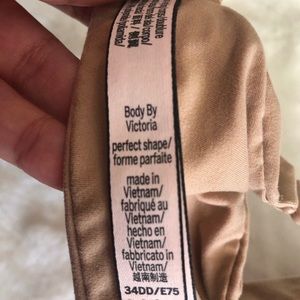 Body By
Victoria
perfect shape/
forme parfaite
made in
Vietnam/
fabriqué au
Vietnam/
hecho en
Vietnam/
fabbricato in
Vietnam/
越南制造
34DD/E75